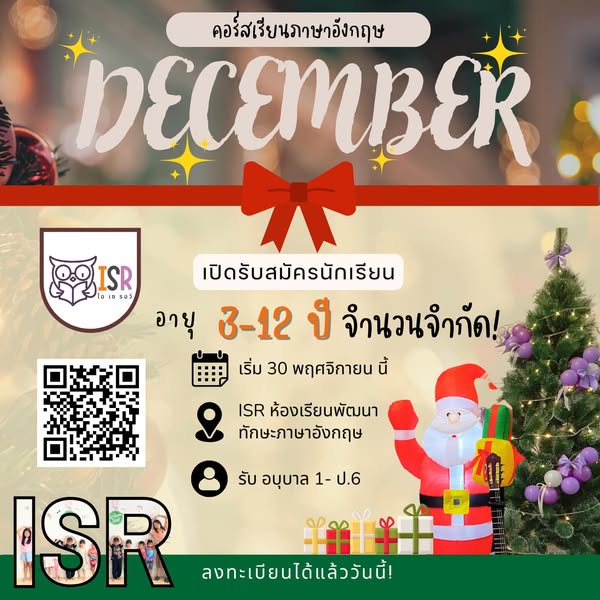 คอร์สเรียนภาษาอังกฤษ
DECEMBER
ISR
ไอ เซ รอว์
เปิดรับสมัครนักเรียน
อายุ 3-12 ปี จำนวนจำกัด!
เริ่ม 30 พฤศจิกายน นี้
ISR ห้องเรียนพัฒนา
ทักษะภาษาอังกฤษ
รับ อนุบาล 1- ป.6
ISR
ลงทะเบียนได้แล้ววันนี้!